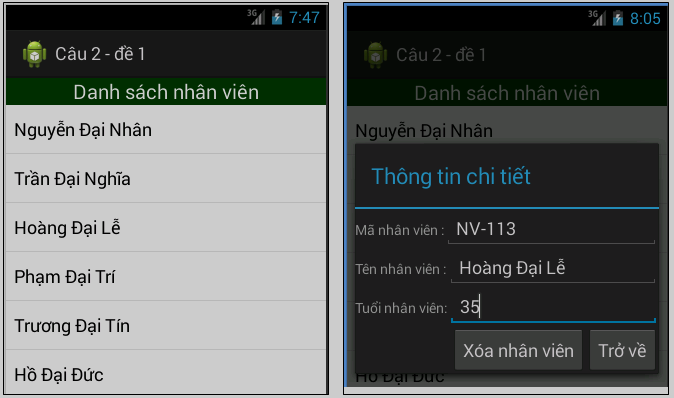 3G 7:47
Câu 2 - đề 1
Danh sách nhân viên
Nguyễn Đại Nhân
Trần Đại Nghĩa
Hoàng Đại Lễ
Phạm Đại Trí
Trương Đại Tín
Hồ Đại Đức
3G 8:05
Câu 2 - đề 1
Danh sách nhân viên
Nguyễn Đại Nhân
Thông tin chi tiết
Mã nhân viên : NV-113
Tên nhân viên : Hoàng Đại Lễ
Tuổi nhân viên: 35
Xóa nhân viên Trở về
Hồ Đại Đức